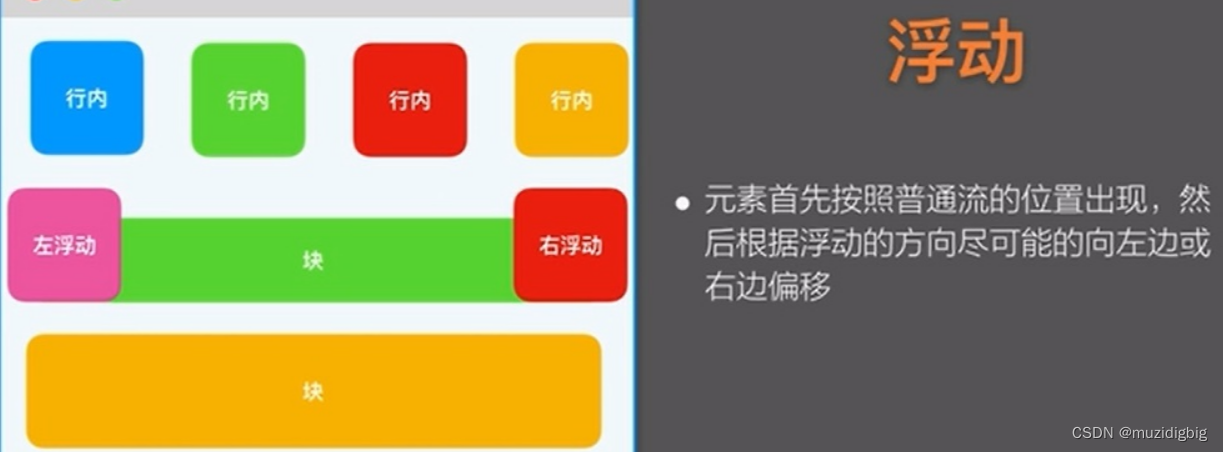 行内
行内
行内
行内
左浮动
块
右浮动
块
浮动
元素首先按照普通流的位置出现，然
后根据浮动的方向尽可能的向左边或
右边偏移
CSDN @muzidigbig